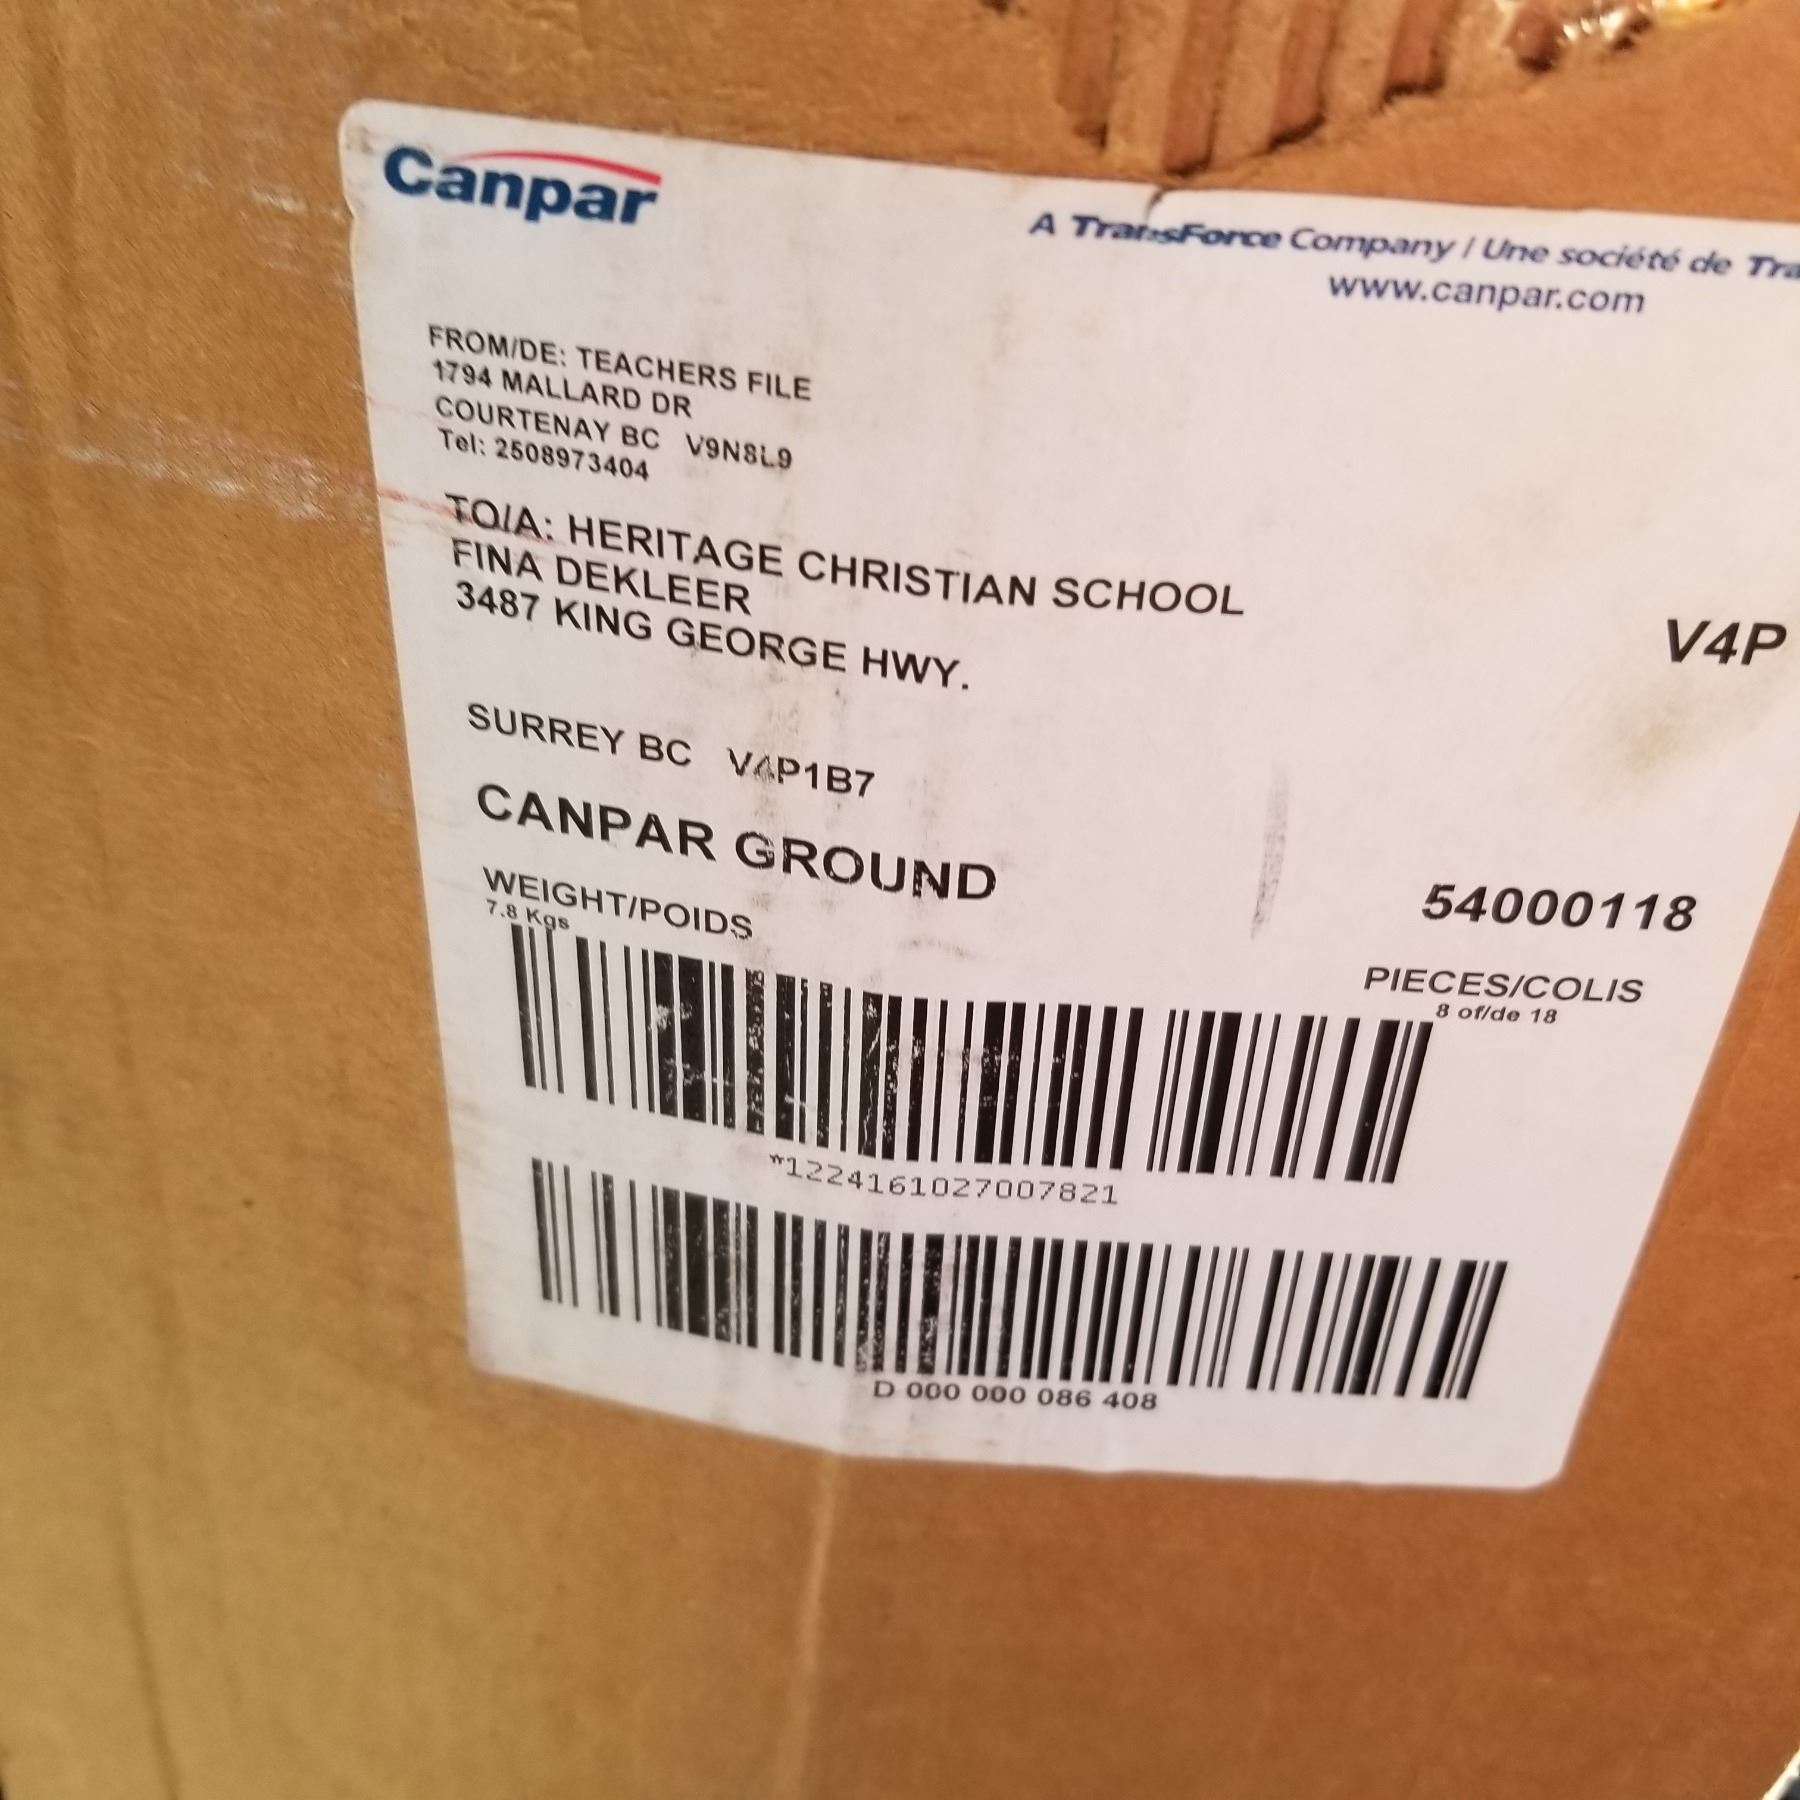 Canpar
A TransForce Company / Une société de Tra
www.canpar.com
FROM/DE: TEACHERS FILE
1794 MALLARD DR
COURTENAY BC V9N8L9
Tel: 2508973404
TO/A: HERITAGE CHRISTIAN SCHOOL
FINA DEKLEER
3487 KING GEORGE HWY.
V4P
SURREY BC V4P1B7
CANPAR GROUND
54000118
WEIGHT/POIDS
7.8 Kgs
PIECES/COLIS
8 of/de 18
*1224161027007821
D 000 000 086 408